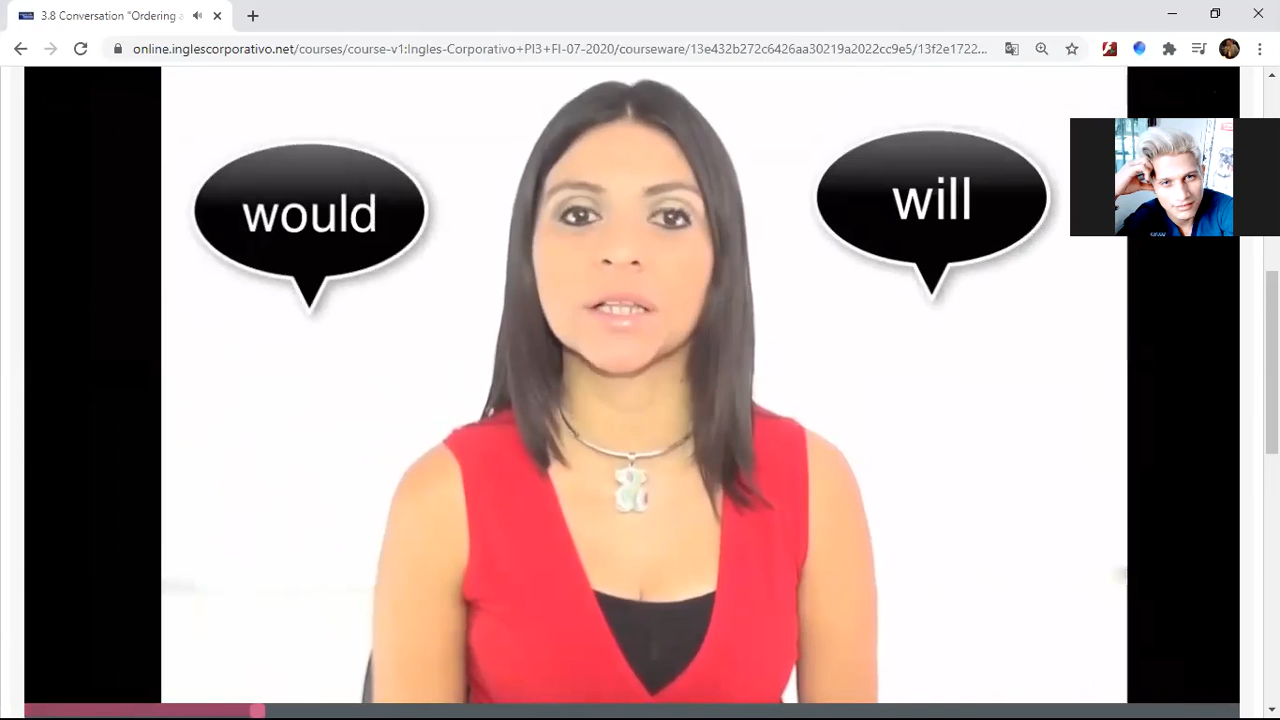 3.8 Conversation "Ordering
online.inglescorporativo.net/courses/course-v1:Ingles-Corporativo+PI3+FI-07-2020/courseware/13e432b272c6426aa30219a2022cc9e5/13f2e1722...
would
will